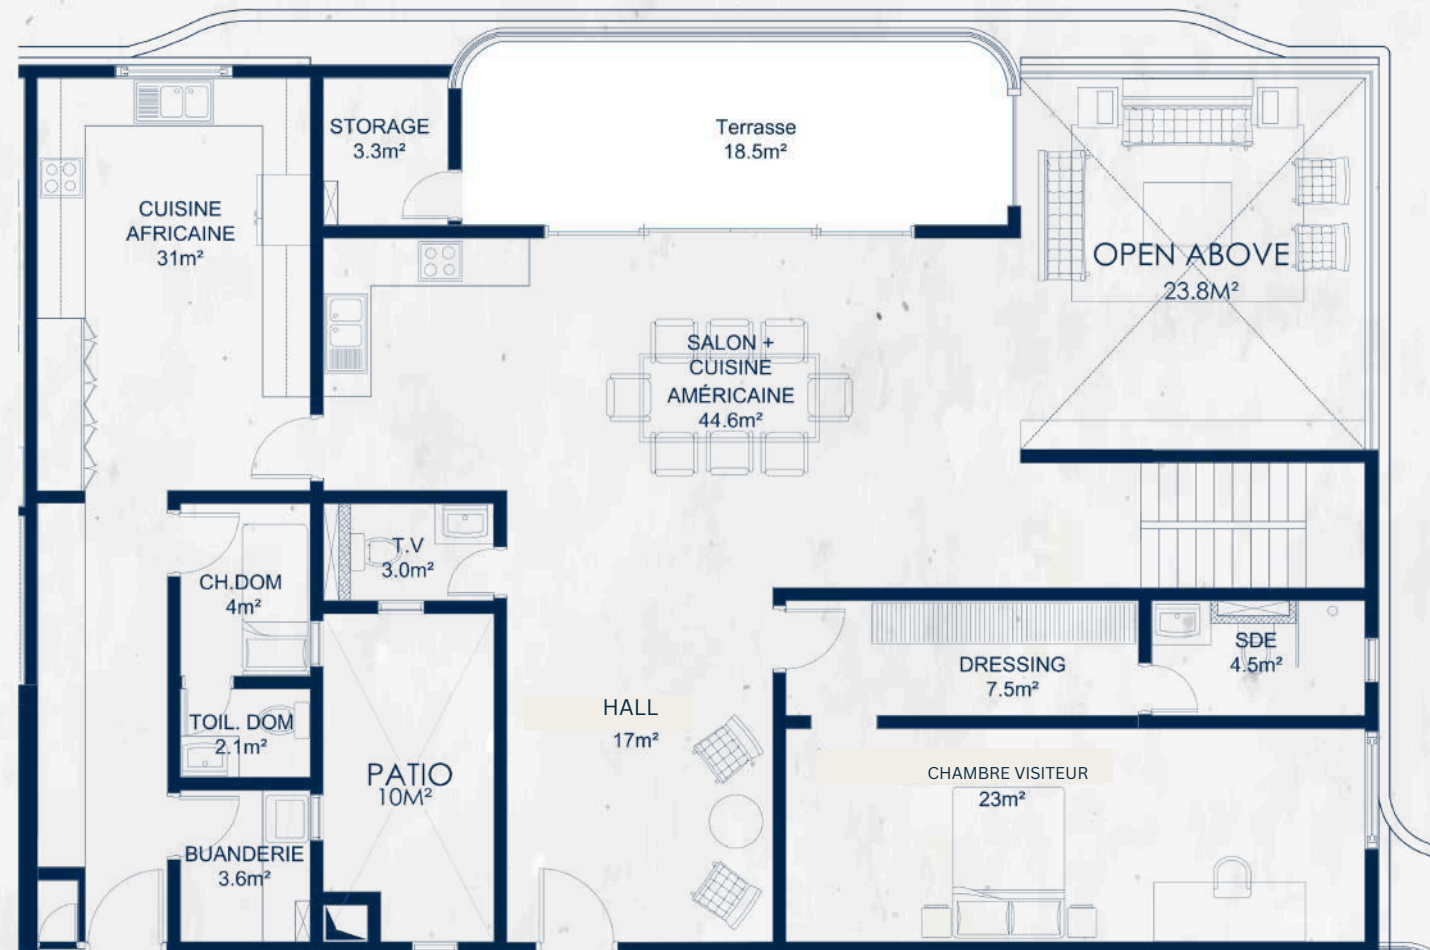 STORAGE
3.3m²
Terrasse
18.5m²
CUISINE
AFRICAINE
31m²
OPEN ABOVE
23.8M²
SALON +
CUISINE
AMÉRICAINE
44.6m²
T.V
3.0m²
CH.DOM
4m²
SDE
4.5m²
DRESSING
7.5m²
HALL
17m²
TOIL. DOM
2.1m²
PATIO
10M²
CHAMBRE VISITEUR
23m²
BUANDERIE
3.6m²